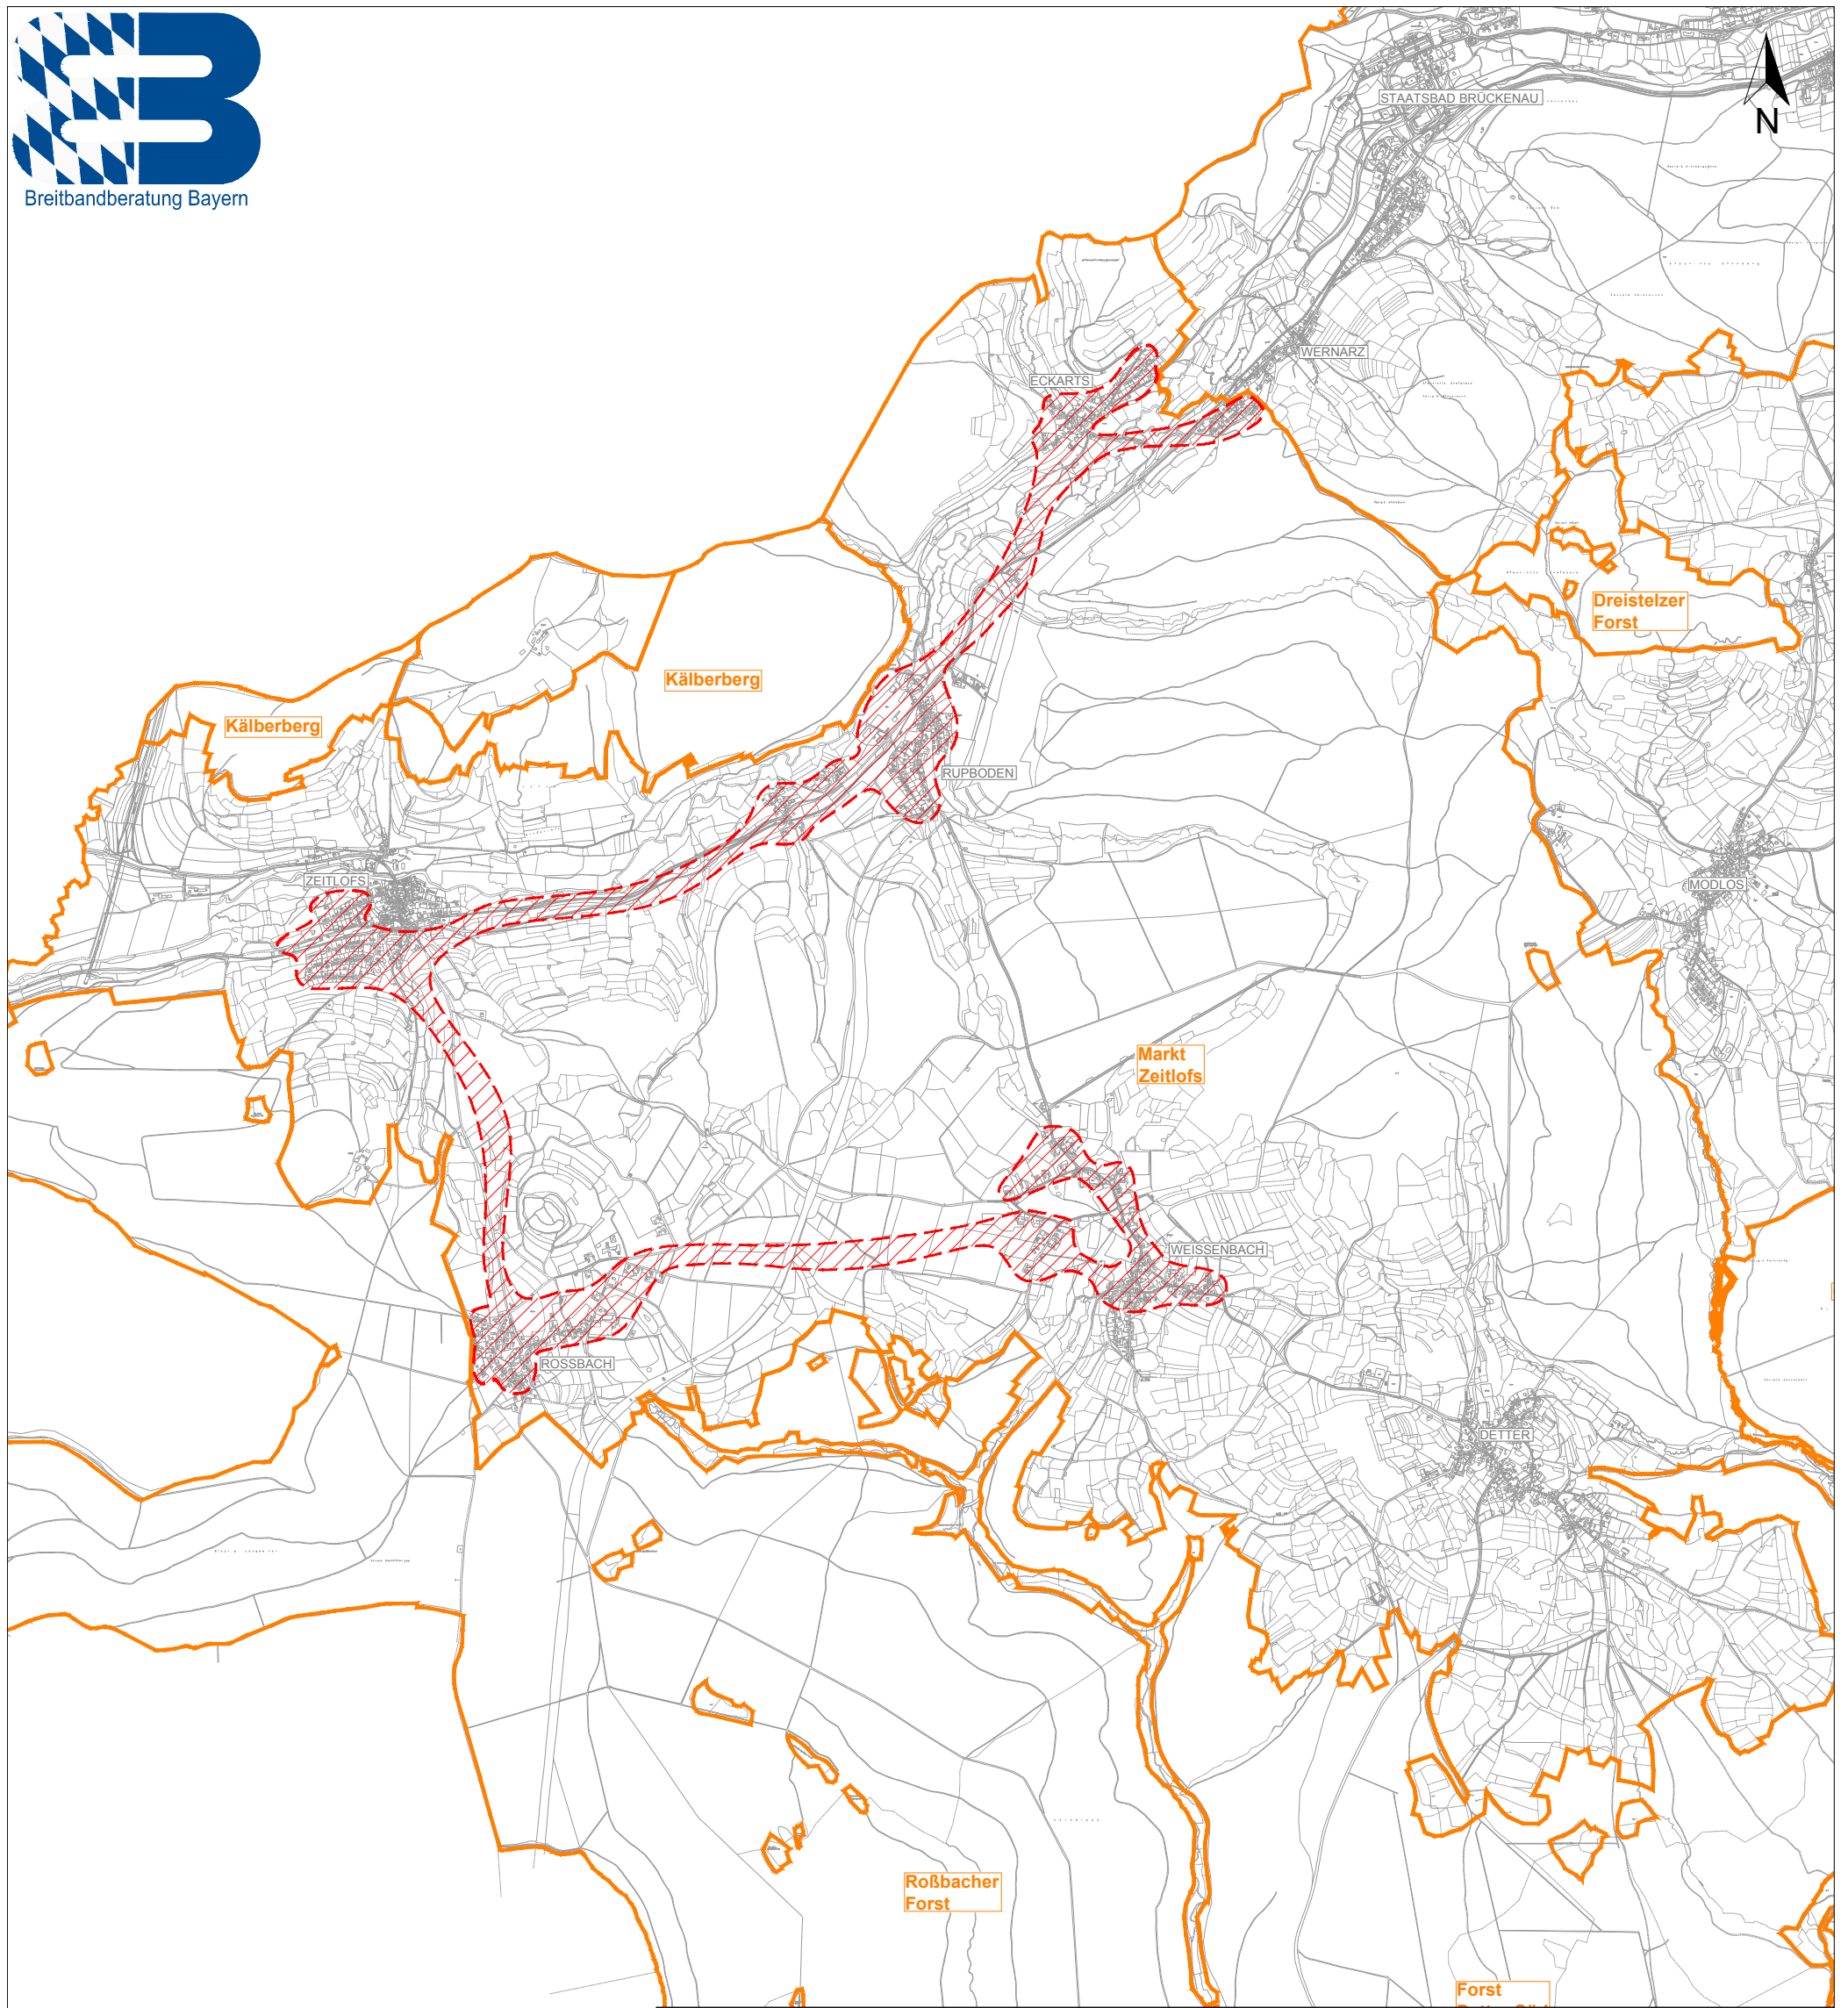 Breitbandberatung Bayern
STAATSBAD BRÜCKENAU
N
WERNARZ
ECKARTS
Dreistelzer
Forst
Kälberberg
Kälberberg
RUPBODEN
ZEITLOFS
MODLOS
Markt
Zeitlofs
WEISSENBACH
ROSSBACH
DETTER
Roßbacher
Forst
Forst